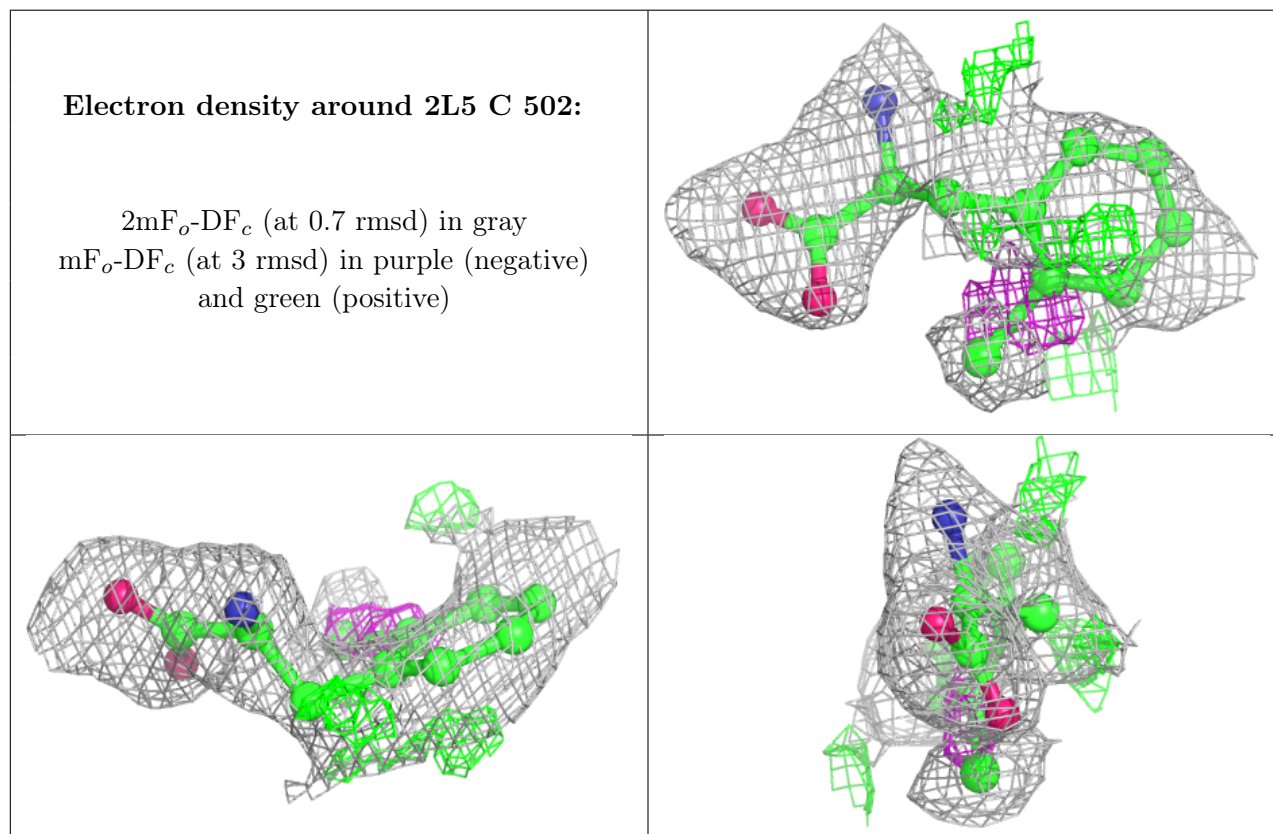 Electron density around 2L5 C 502:
2mFₒ-DF𝒸 (at 0.7 rmsd) in gray
mFₒ-DF𝒸 (at 3 rmsd) in purple (negative)
and green (positive)